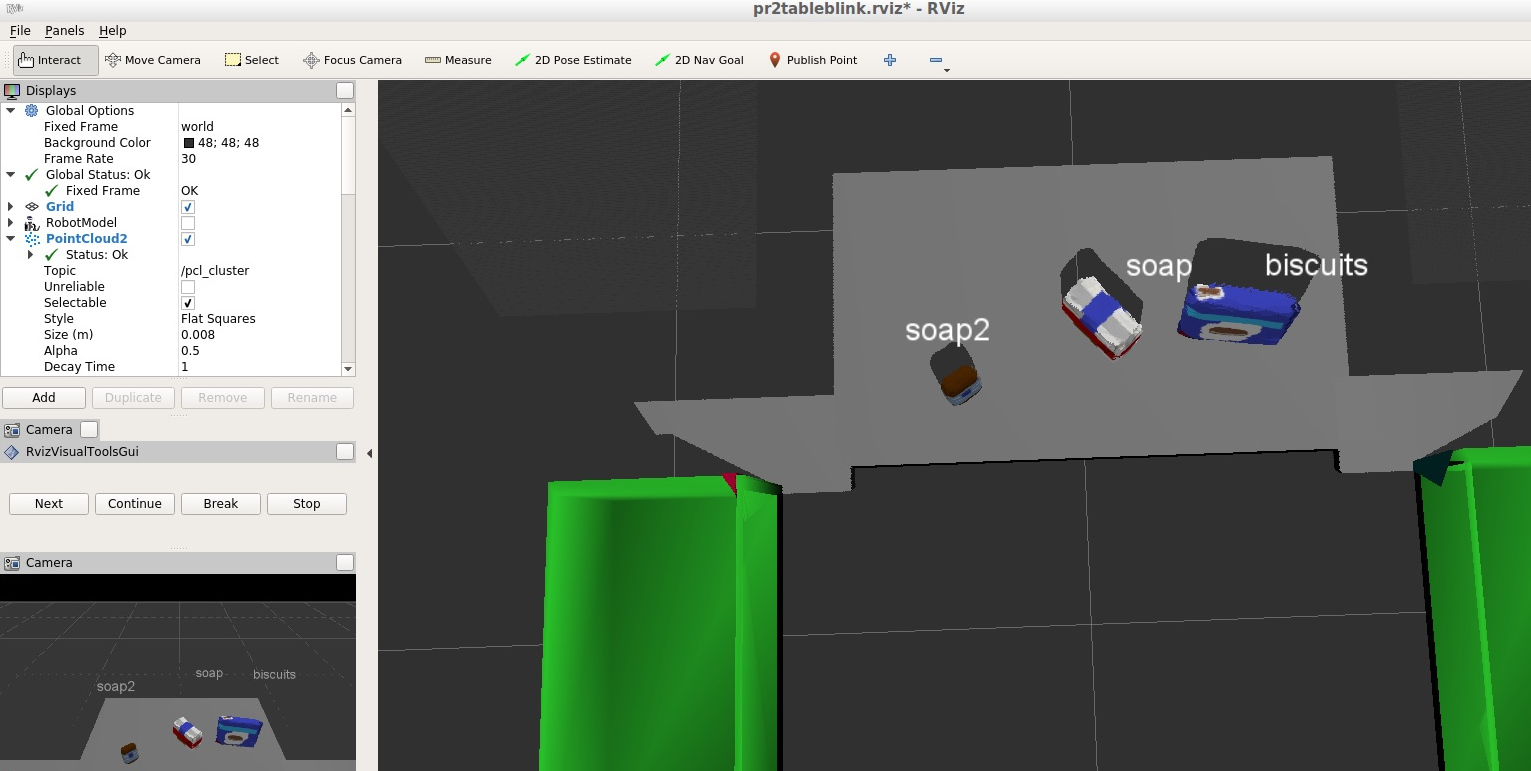 pr2tableblink.rviz* - RViz
File Panels Help
Interact Move Camera Select Focus Camera Measure 2D Pose Estimate 2D Nav Goal Publish Point
Displays
Global Options
Fixed Frame world
Background Color 48; 48; 48
Frame Rate 30
Global Status: Ok
Fixed Frame OK
Grid
RobotModel
PointCloud2
Status: Ok
Topic /pcl_cluster
Unreliable
Selectable
Style Flat Squares
Size (m) 0.008
Alpha 0.5
Decay Time 1
Add Duplicate Remove Rename
Camera
RvizVisualToolsGui
Next Continue Break Stop
Camera
soap biscuits
soap2
soap biscuits
soap2